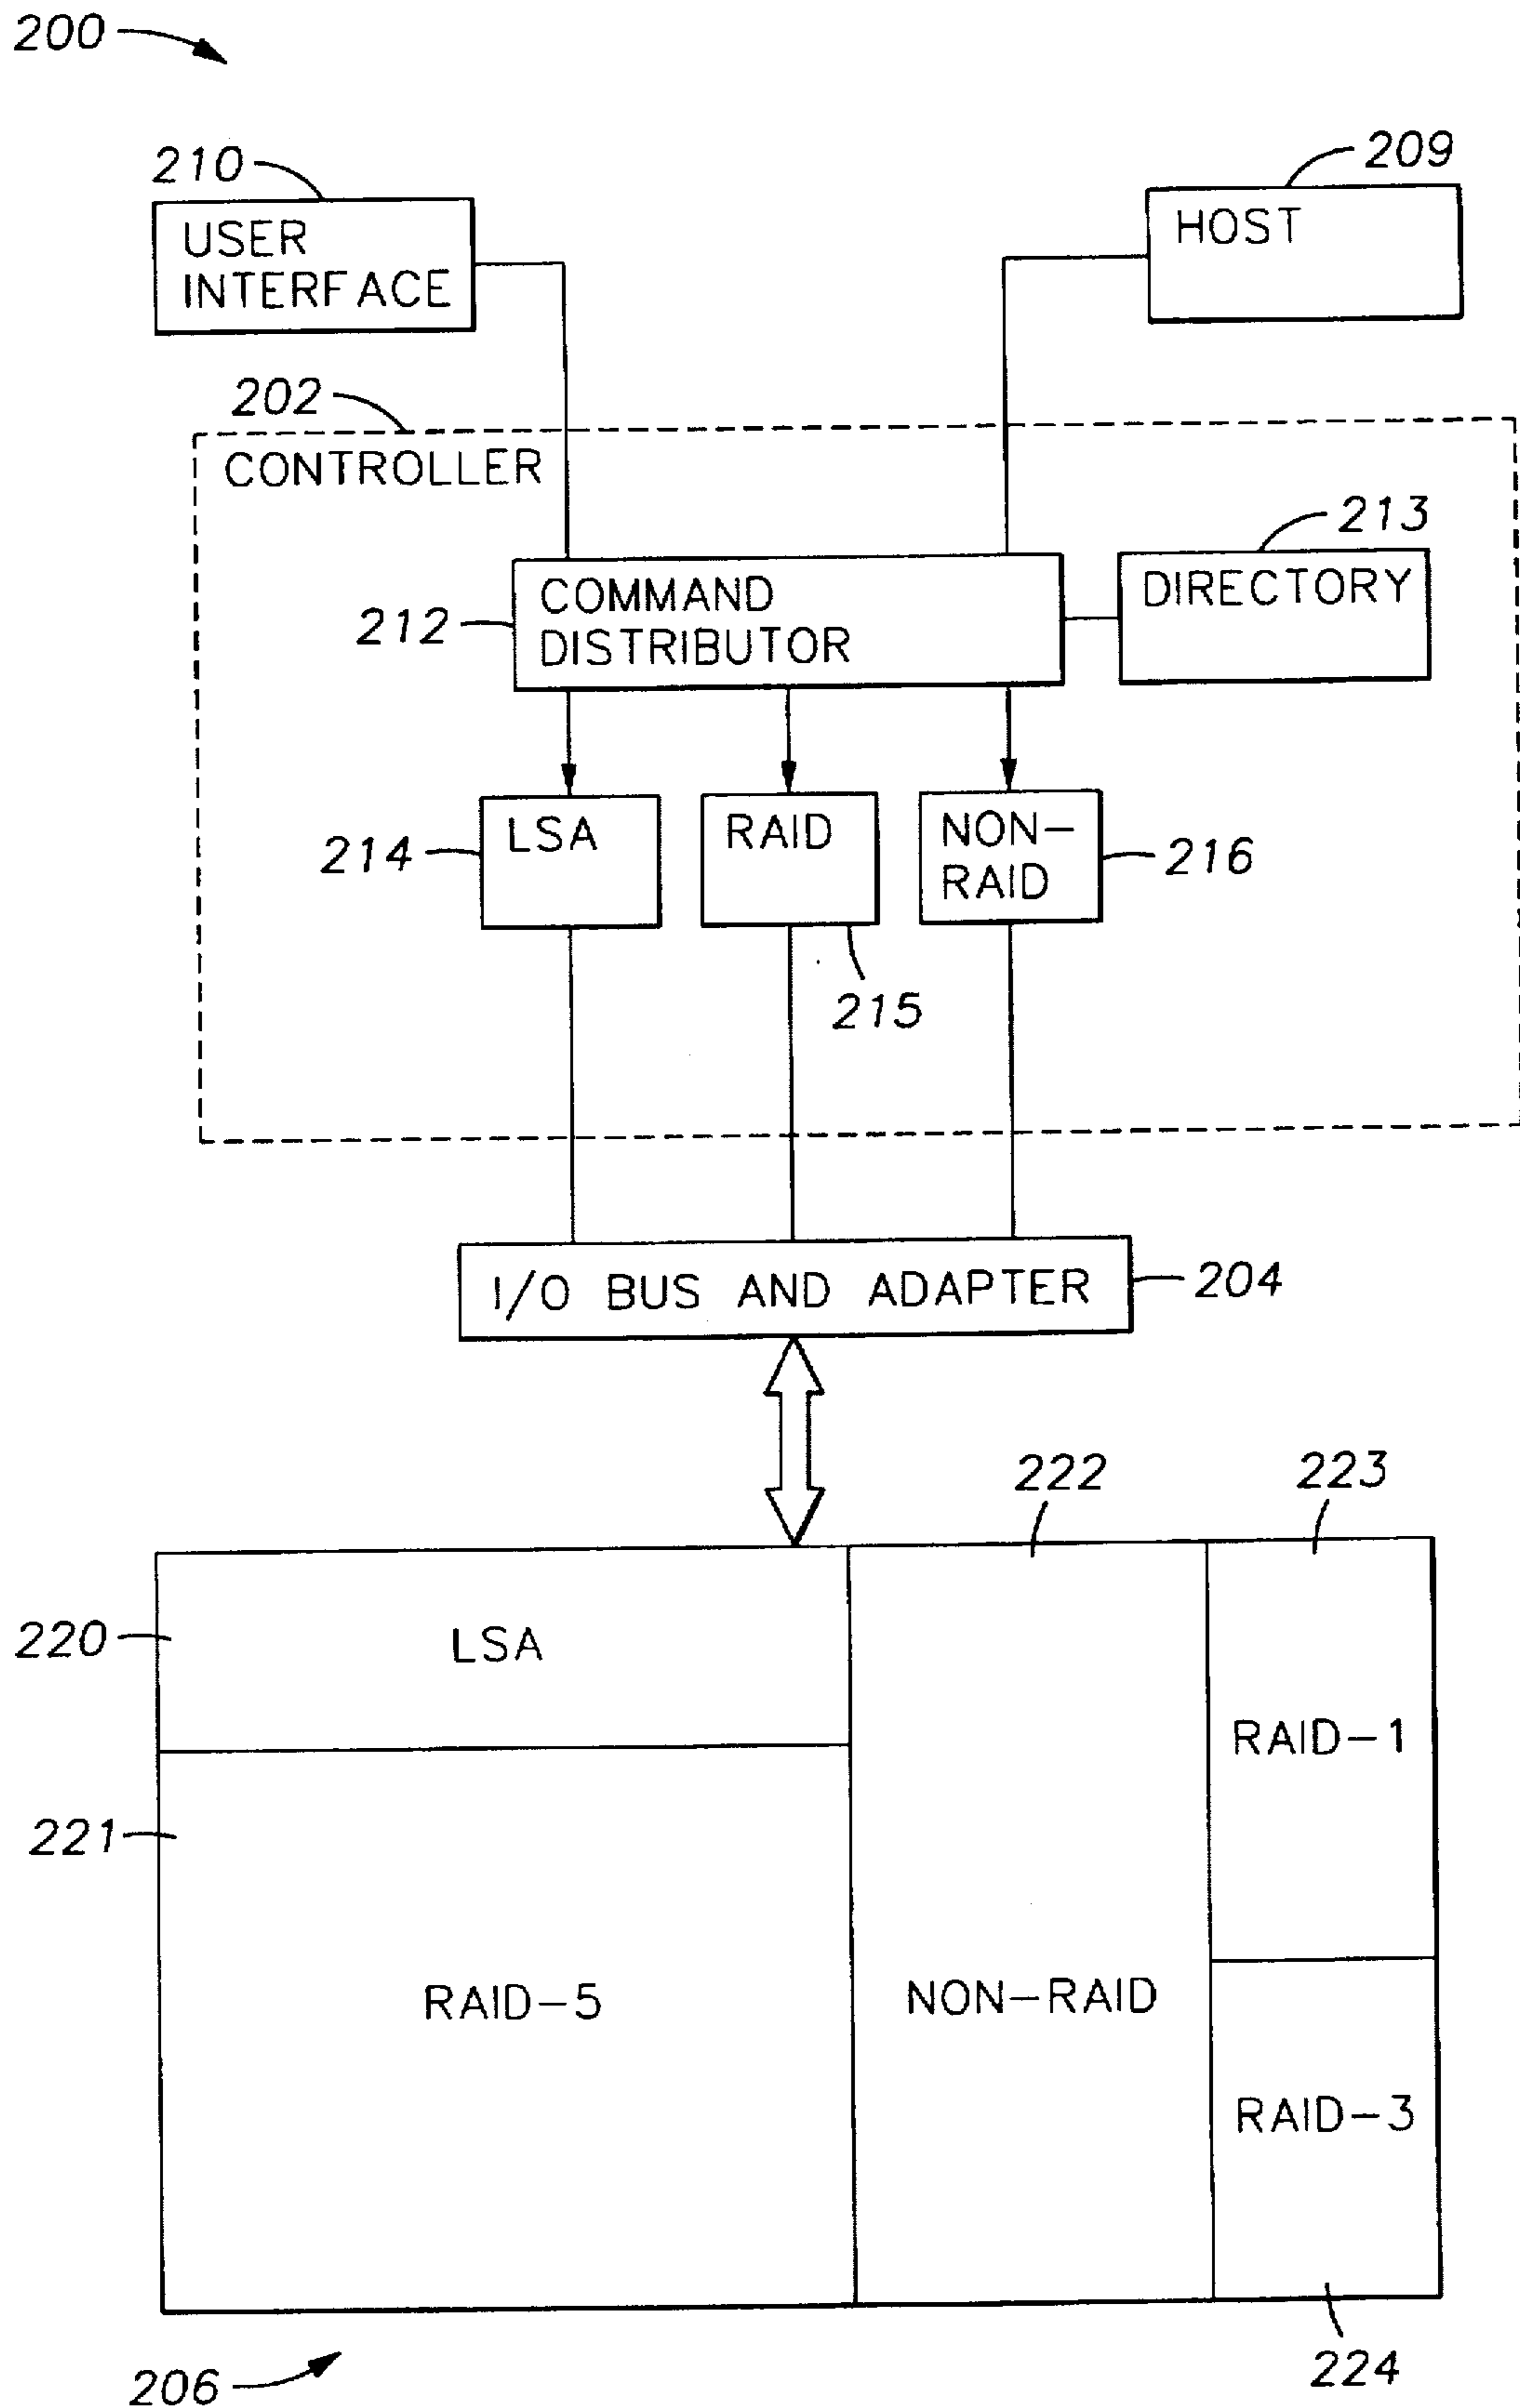 200
210
209
USER
INTERFACE
HOST
202
CONTROLLER
213
DIRECTORY
212
COMMAND
DISTRIBUTOR
214
LSA
RAID
NON-
RAID
216
215
I/O BUS AND ADAPTER
204
222
223
220
LSA
RAID-1
221
RAID-5
NON-RAID
RAID-3
224
206